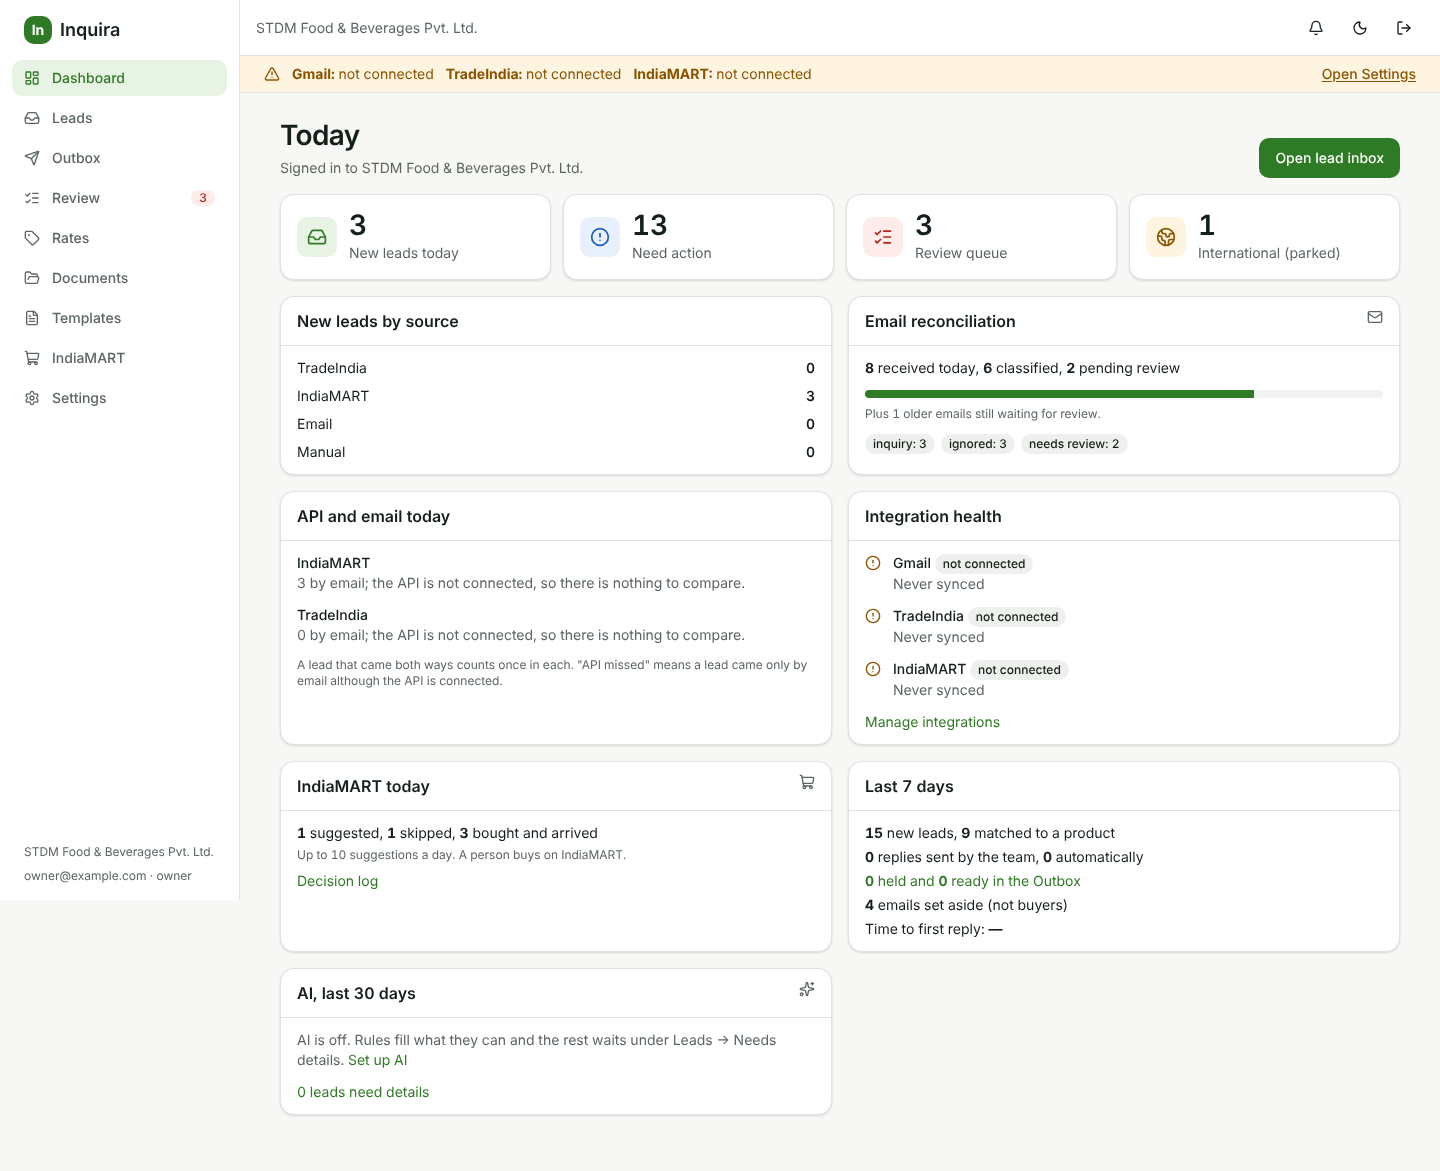 In Inquira
Dashboard
Leads
Outbox
Review 3
Rates
Documents
Templates
IndiaMART
Settings
STDM Food & Beverages Pvt. Ltd.
owner@example.com · owner
STDM Food & Beverages Pvt. Ltd.
Gmail: not connected TradeIndia: not connected IndiaMART: not connected Open Settings
Today
Signed in to STDM Food & Beverages Pvt. Ltd.
Open lead inbox
3
New leads today
13
Need action
3
Review queue
1
International (parked)
New leads by source
TradeIndia 0
IndiaMART 3
Email 0
Manual 0
Email reconciliation
8 received today, 6 classified, 2 pending review
Plus 1 older emails still waiting for review.
inquiry: 3 ignored: 3 needs review: 2
API and email today
IndiaMART
3 by email; the API is not connected, so there is nothing to compare.
TradeIndia
0 by email; the API is not connected, so there is nothing to compare.
A lead that came both ways counts once in each. "API missed" means a lead came only by
email although the API is connected.
Integration health
Gmail not connected
Never synced
TradeIndia not connected
Never synced
IndiaMART not connected
Never synced
Manage integrations
IndiaMART today
1 suggested, 1 skipped, 3 bought and arrived
Up to 10 suggestions a day. A person buys on IndiaMART.
Decision log
Last 7 days
15 new leads, 9 matched to a product
0 replies sent by the team, 0 automatically
0 held and 0 ready in the Outbox
4 emails set aside (not buyers)
Time to first reply: —
AI, last 30 days
AI is off. Rules fill what they can and the rest waits under Leads → Needs
details. Set up AI
0 leads need details